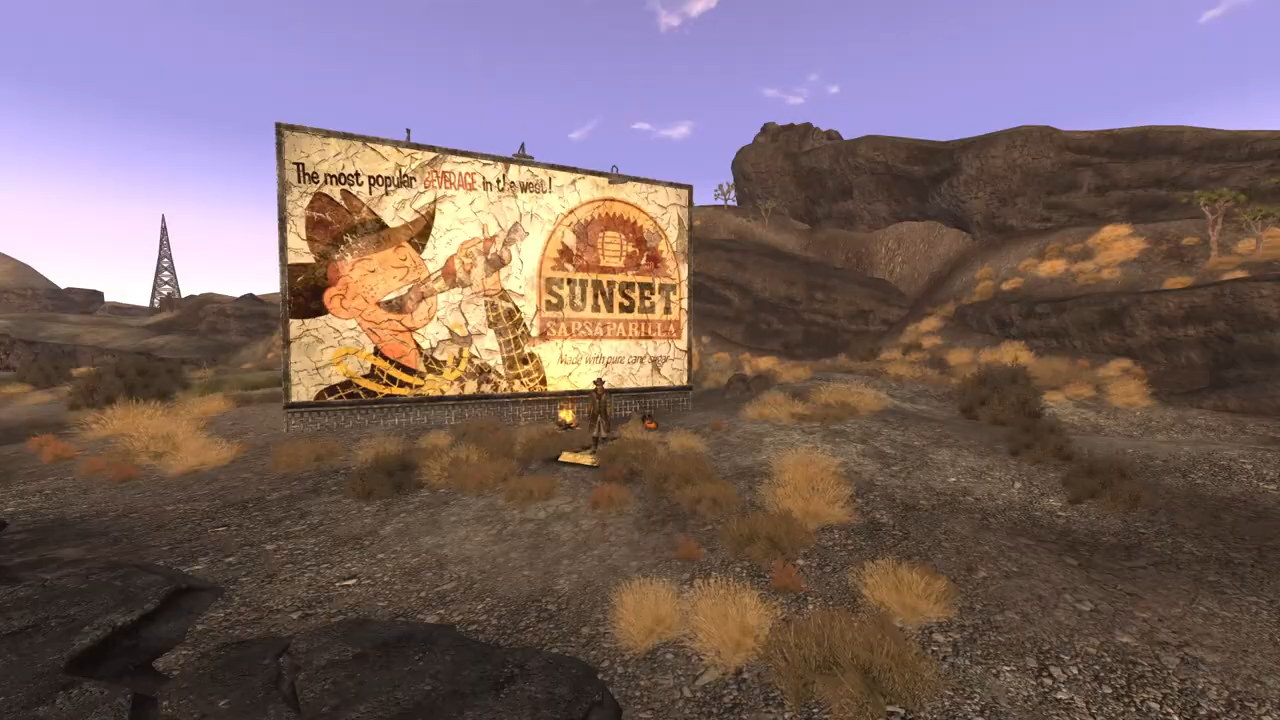 The most popular BEVERAGE in the west!
SUNSET
SARSAPARILLA
Made with pure cane sugar